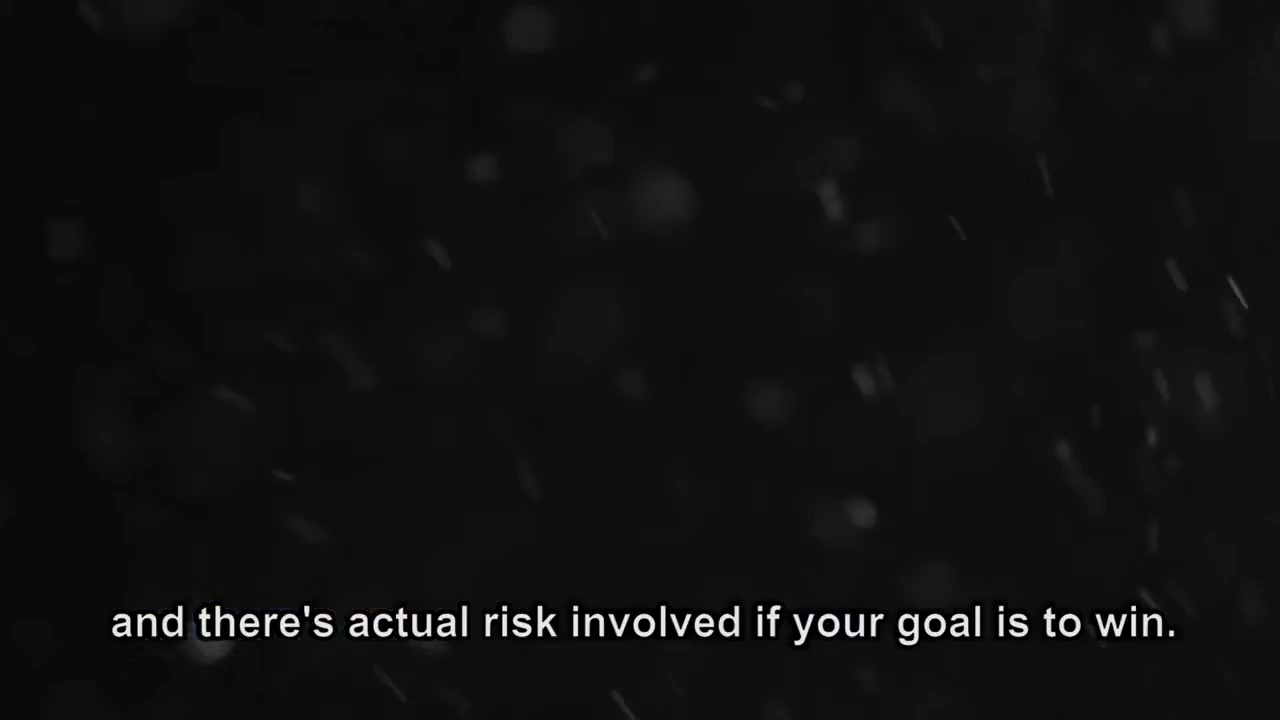 and there's actual risk involved if your goal is to win.